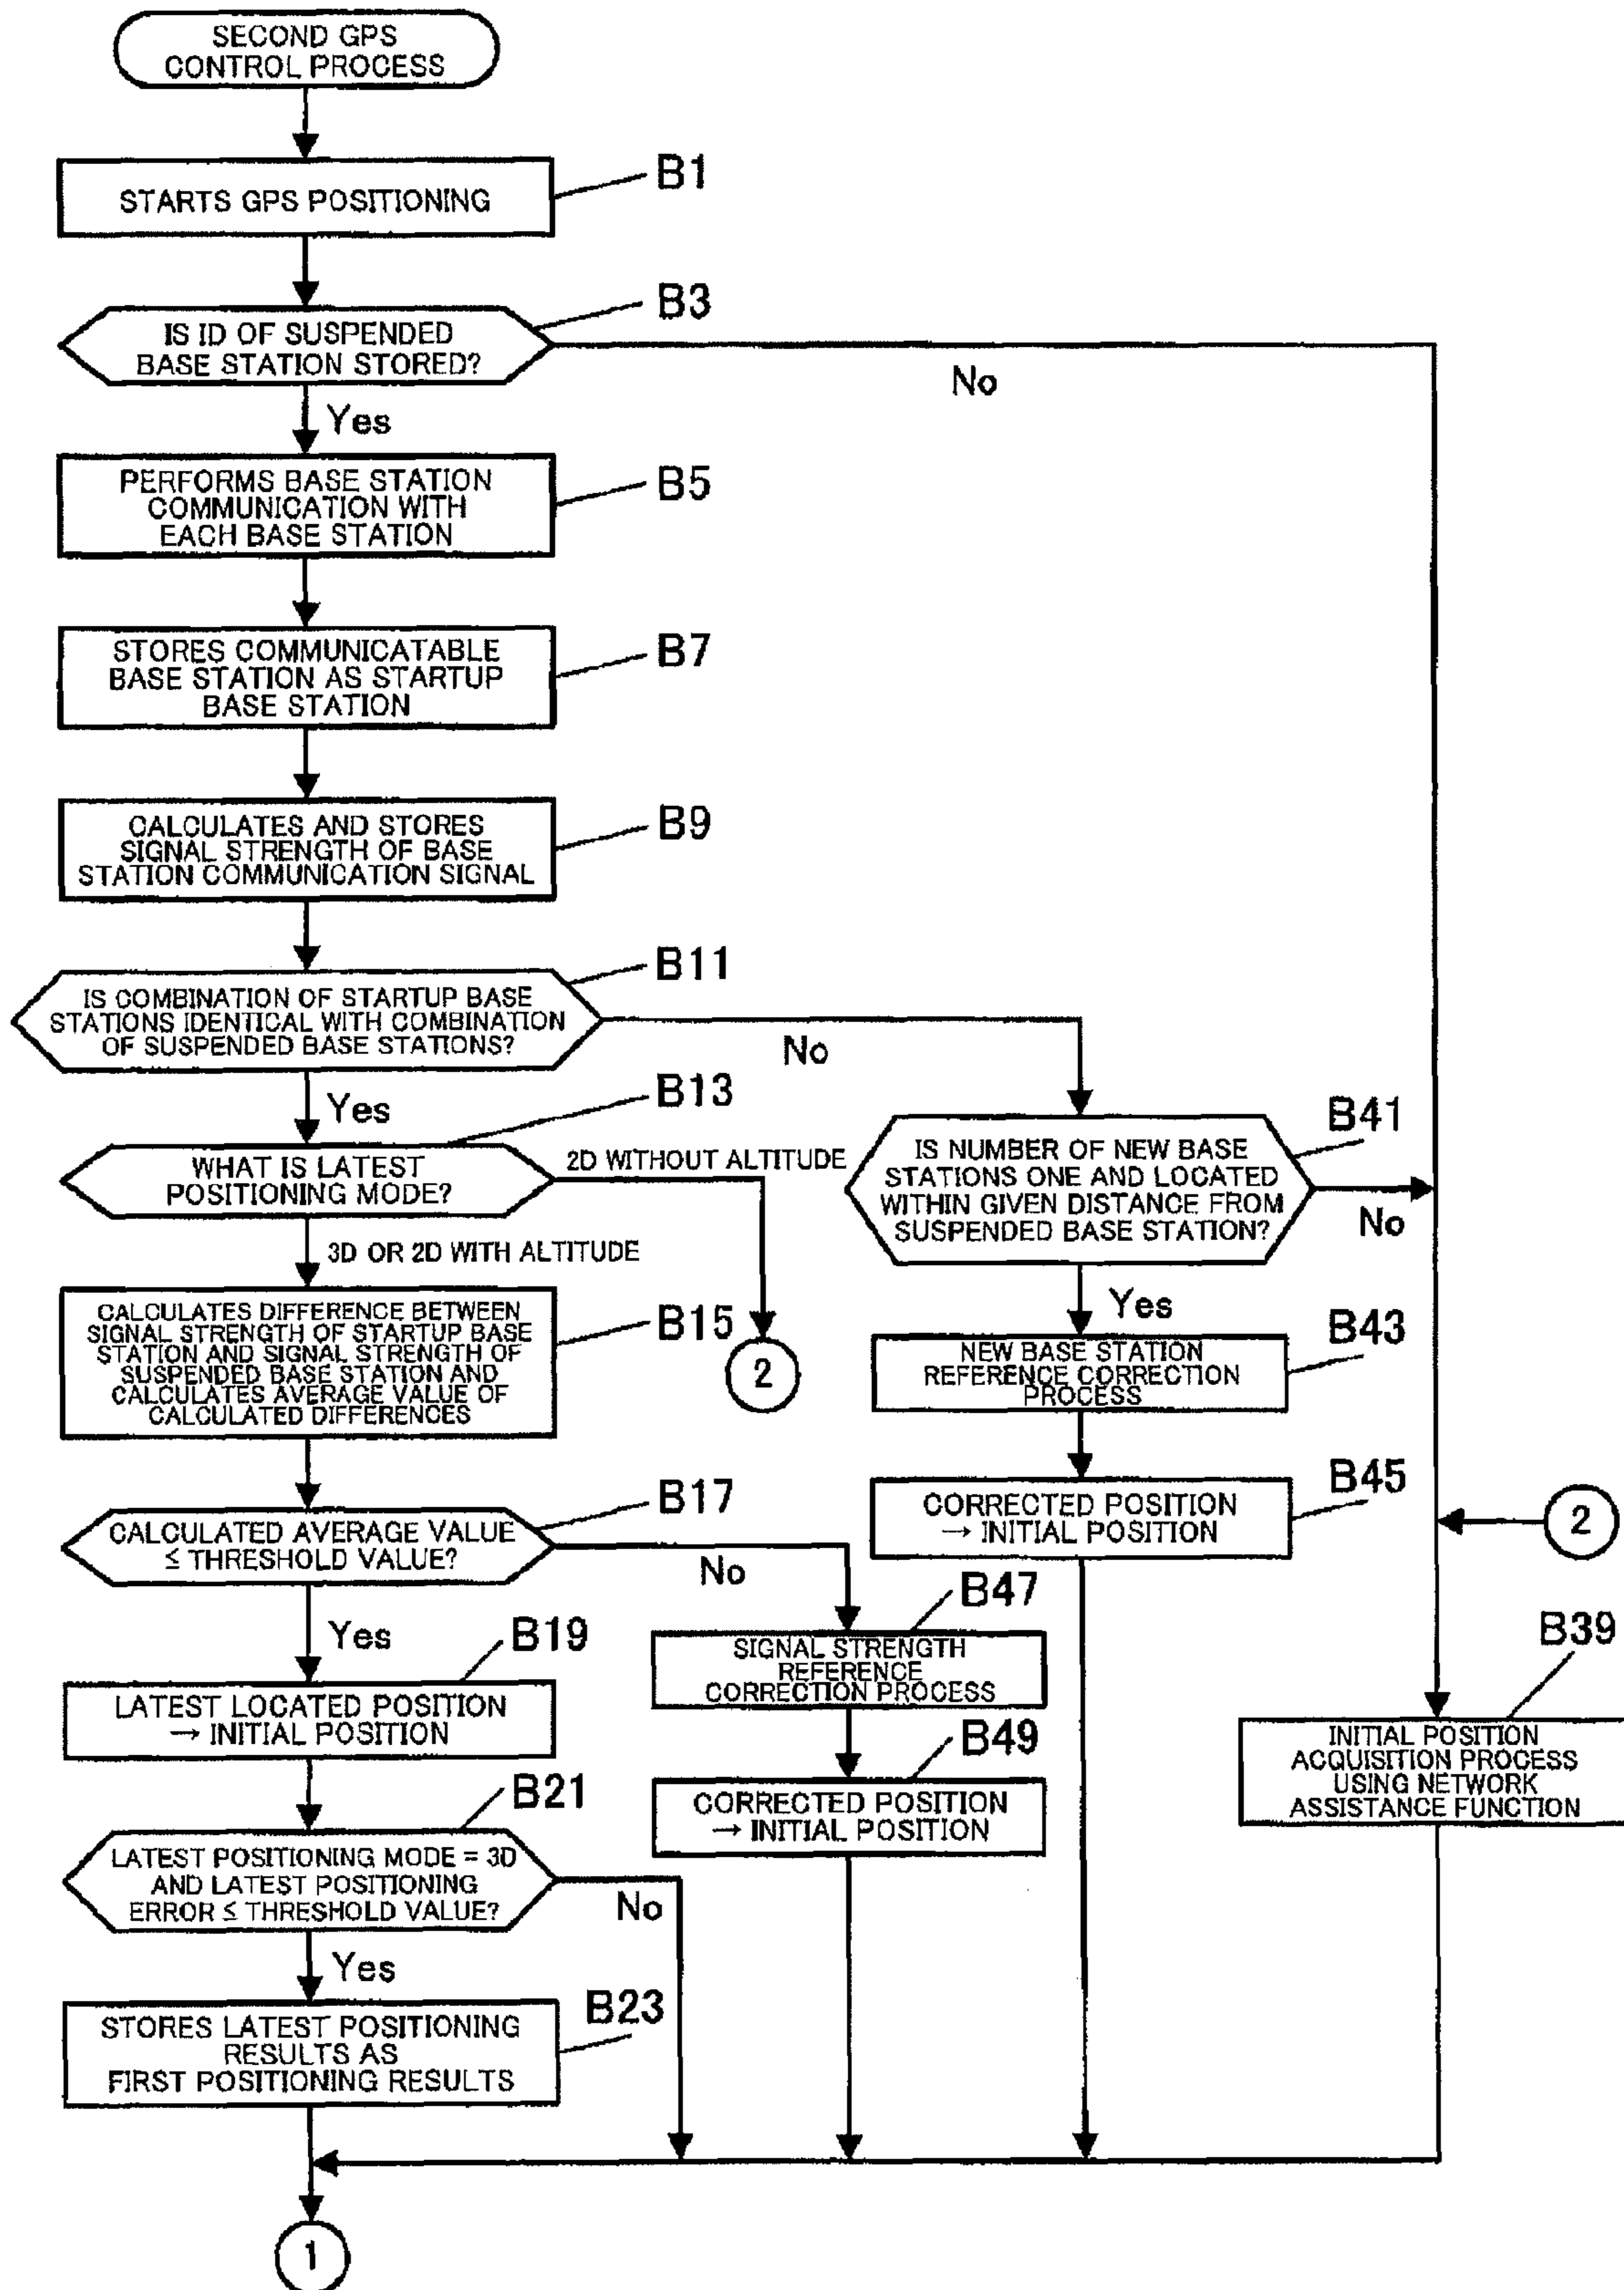 SECOND GPS
CONTROL PROCESS
STARTS GPS POSITIONING
B1
IS ID OF SUSPENDED
BASE STATION STORED?
B3
No
Yes
PERFORMS BASE STATION
COMMUNICATION WITH
EACH BASE STATION
B5
STORES COMMUNICATABLE
BASE STATION AS STARTUP
BASE STATION
B7
CALCULATES AND STORES
SIGNAL STRENGTH OF BASE
STATION COMMUNICATION SIGNAL
B9
IS COMBINATION OF STARTUP BASE
STATIONS IDENTICAL WITH COMBINATION
OF SUSPENDED BASE STATIONS?
B11
No
Yes
WHAT IS LATEST
POSITIONING MODE?
B13
2D WITHOUT ALTITUDE
2
3D OR 2D WITH ALTITUDE
IS NUMBER OF NEW BASE
STATIONS ONE AND LOCATED
WITHIN GIVEN DISTANCE FROM
SUSPENDED BASE STATION?
B41
No
Yes
CALCULATES DIFFERENCE BETWEEN
SIGNAL STRENGTH OF STARTUP BASE
STATION AND SIGNAL STRENGTH OF
SUSPENDED BASE STATION AND
CALCULATES AVERAGE VALUE OF
CALCULATED DIFFERENCES
B15
NEW BASE STATION
REFERENCE CORRECTION
PROCESS
B43
CORRECTED POSITION
→ INITIAL POSITION
B45
2
CALCULATED AVERAGE VALUE
≤ THRESHOLD VALUE?
B17
No
Yes
SIGNAL STRENGTH
REFERENCE
CORRECTION PROCESS
B47
CORRECTED POSITION
→ INITIAL POSITION
B49
INITIAL POSITION
ACQUISITION PROCESS
USING NETWORK
ASSISTANCE FUNCTION
B39
LATEST LOCATED POSITION
→ INITIAL POSITION
B19
LATEST POSITIONING MODE = 3D
AND LATEST POSITIONING
ERROR ≤ THRESHOLD VALUE?
B21
No
Yes
STORES LATEST POSITIONING
RESULTS AS
FIRST POSITIONING RESULTS
B23
1